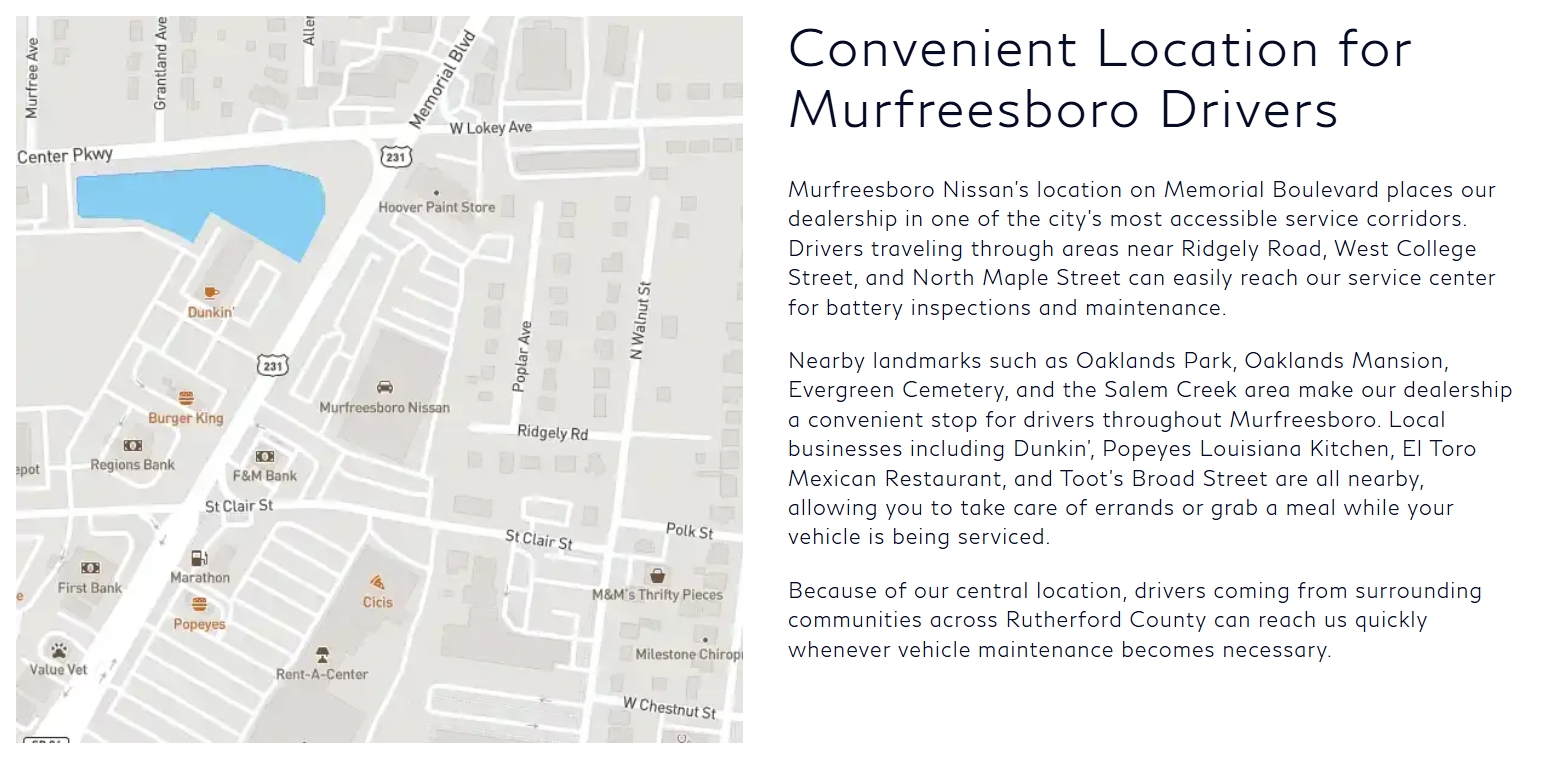 Murfree Ave
Grantland Ave
Aller
Memorial Blvd
W Lokey Ave
Center Pkwy
231
Hoover Paint Store
Dunkin'
231
N Walnut St
Poplar Ave
Murfreesboro Nissan
Burger King
Ridgely Rd
Regions Bank
F&M Bank
epot
St Clair St
St Clair St
Polk St
Marathon
First Bank
Cicis
M&M's Thrifty Pieces
e
Popeyes
Value Vet
Rent-A-Center
Milestone Chirop
W Chestnut St
Convenient Location for
Murfreesboro Drivers
Murfreesboro Nissan's location on Memorial Boulevard places our
dealership in one of the city's most accessible service corridors.
Drivers traveling through areas near Ridgely Road, West College
Street, and North Maple Street can easily reach our service center
for battery inspections and maintenance.
Nearby landmarks such as Oaklands Park, Oaklands Mansion,
Evergreen Cemetery, and the Salem Creek area make our dealership
a convenient stop for drivers throughout Murfreesboro. Local
businesses including Dunkin', Popeyes Louisiana Kitchen, El Toro
Mexican Restaurant, and Toot's Broad Street are all nearby,
allowing you to take care of errands or grab a meal while your
vehicle is being serviced.
Because of our central location, drivers coming from surrounding
communities across Rutherford County can reach us quickly
whenever vehicle maintenance becomes necessary.